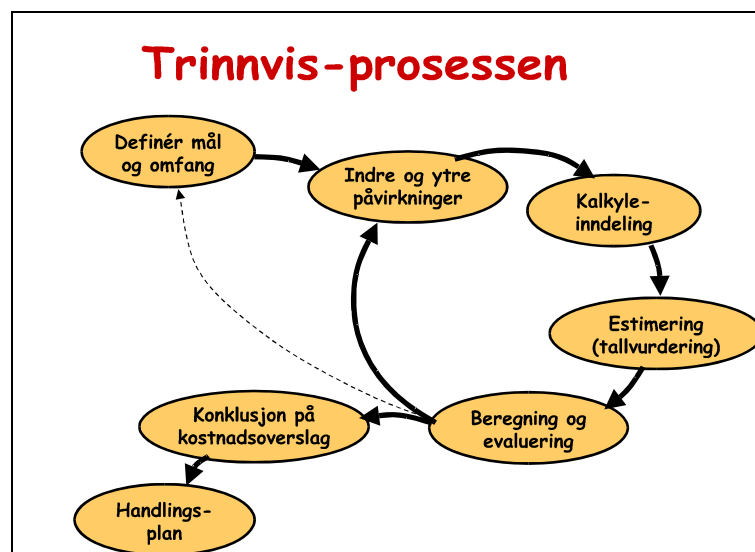 Trinnvis-prosessen
Definér mål
og omfang
Indre og ytre
påvirkninger
Kalkyle-
inndeling
Estimering
(tallvurdering)
Beregning og
evaluering
Konklusjon på
kostnadsoverslag
Handlings-
plan